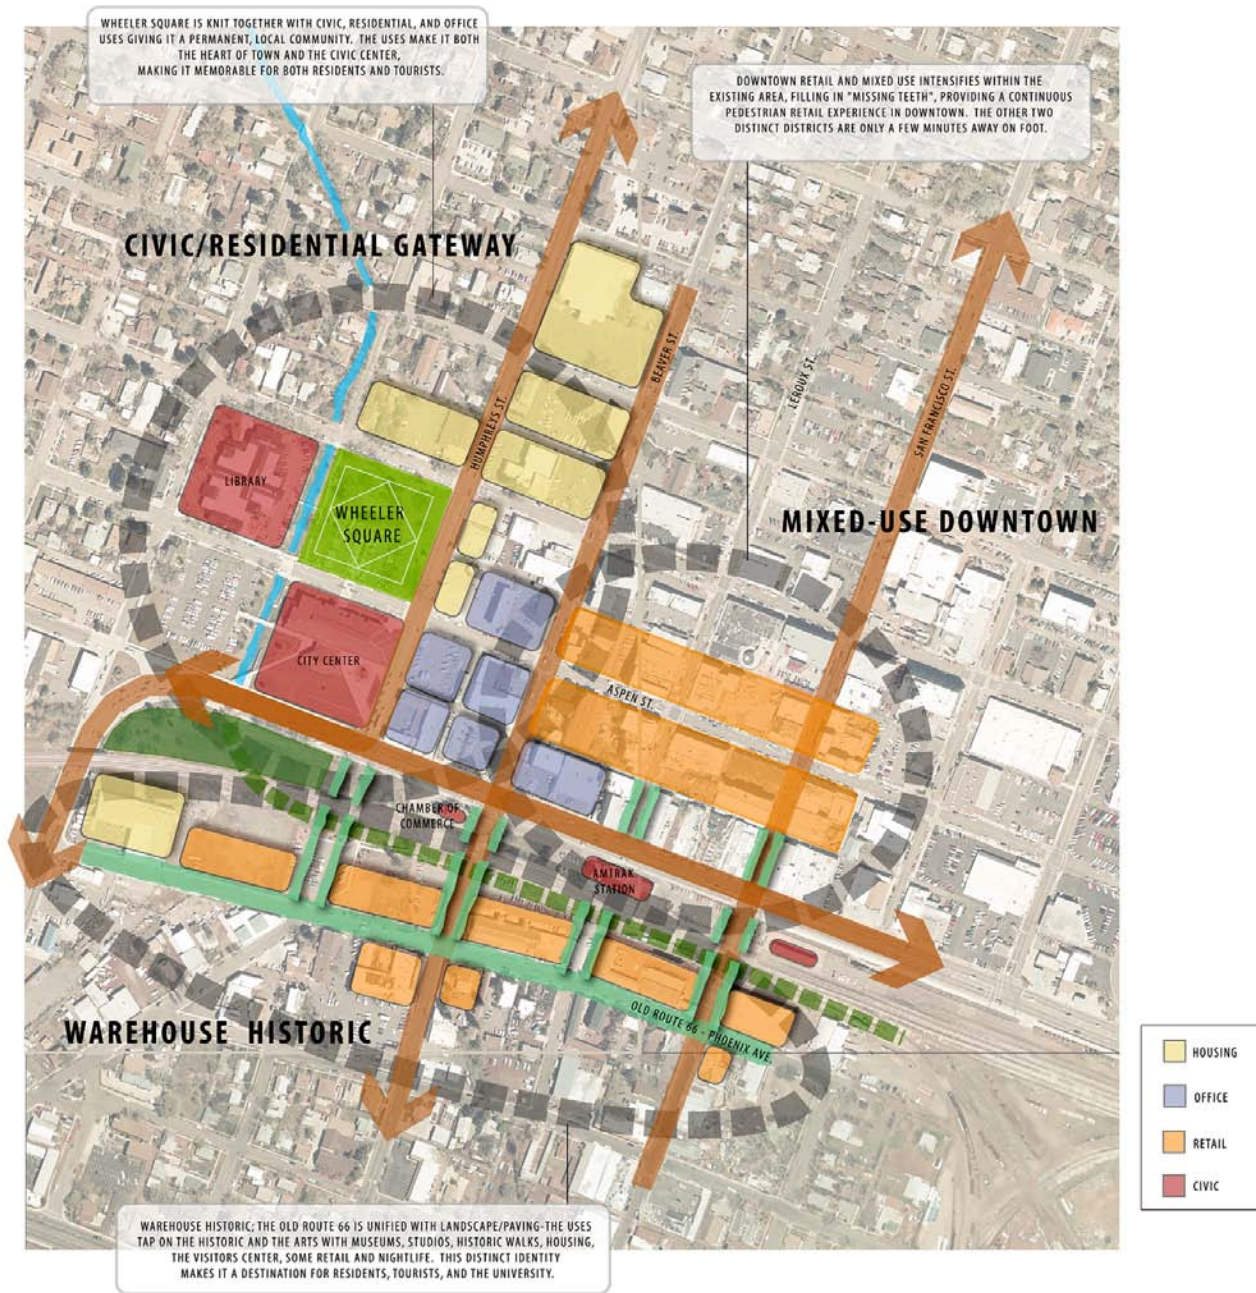 WHEELER SQUARE IS KNIT TOGETHER WITH CIVIC, RESIDENTIAL, AND OFFICE
USES GIVING IT A PERMANENT, LOCAL COMMUNITY. THE USES MAKE IT BOTH
THE HEART OF TOWN AND THE CIVIC CENTER,
MAKING IT MEMORABLE FOR BOTH RESIDENTS AND TOURISTS.
DOWNTOWN RETAIL AND MIXED USE INTENSIFIES WITHIN THE
EXISTING AREA, FILLING IN "MISSING TEETH", PROVIDING A CONTINUOUS
PEDESTRIAN RETAIL EXPERIENCE IN DOWNTOWN. THE OTHER TWO
DISTINCT DISTRICTS ARE ONLY A FEW MINUTES AWAY ON FOOT.
CIVIC/RESIDENTIAL GATEWAY
BEAVER ST.
LEROUX ST.
SAN FRANCISCO ST.
HUMPHREYS ST.
LIBRARY
WHEELER
SQUARE
MIXED-USE DOWNTOWN
CITY CENTER
ASPEN ST.
CHAMBER OF
COMMERCE
AMTRAK
STATION
OLD ROUTE 66 - PHOENIX AVE.
WAREHOUSE HISTORIC
HOUSING
OFFICE
RETAIL
CIVIC
WAREHOUSE HISTORIC; THE OLD ROUTE 66 IS UNIFIED WITH LANDSCAPE/PAVING-THE USES
TAP ON THE HISTORIC AND THE ARTS WITH MUSEUMS, STUDIOS, HISTORIC WALKS, HOUSING,
THE VISITORS CENTER, SOME RETAIL AND NIGHTLIFE. THIS DISTINCT IDENTITY
MAKES IT A DESTINATION FOR RESIDENTS, TOURISTS, AND THE UNIVERSITY.